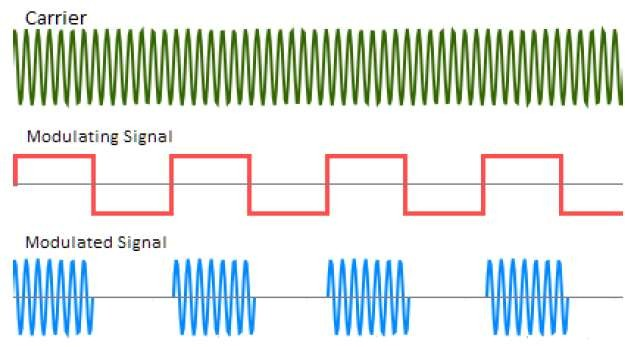 Carrier
Modulating Signal
Modulated Signal